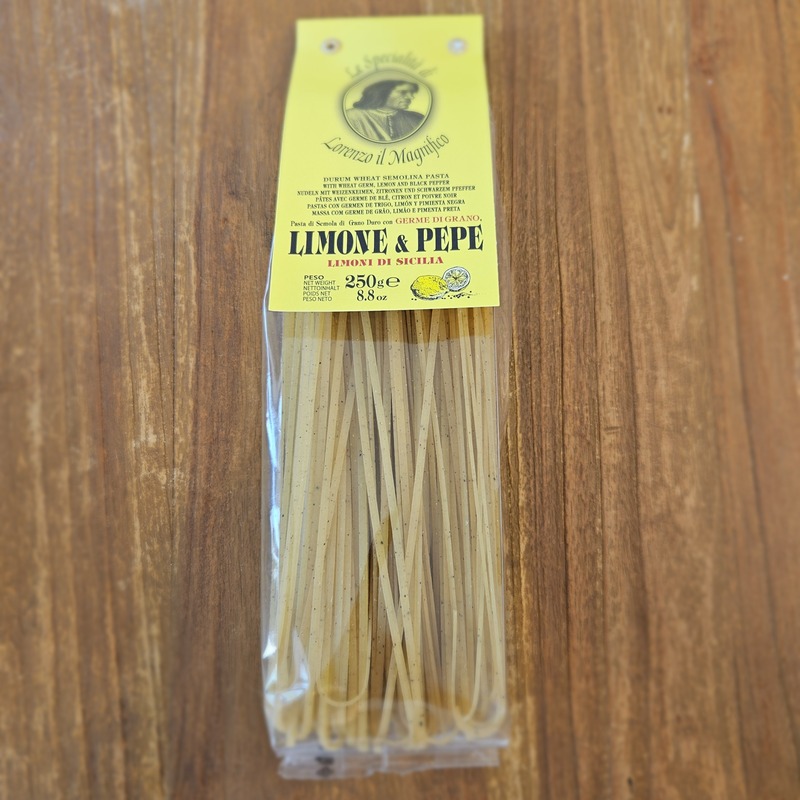 Le Specialità di
Lorenzo il Magnifico
DURUM WHEAT SEMOLINA PASTA
WITH WHEAT GERM, LEMON AND BLACK PEPPER
NUDELN MIT WEIZENKEIMEN, ZITRONEN UND SCHWARZEM PFEFFER
PÂTES AVEC GERME DE BLÉ, CITRON ET POIVRE NOIR
PASTAS CON GERMEN DE TRIGO, LIMÓN Y PIMIENTA NEGRA
MASSA COM GERME DE GRÃO, LIMÃO E PIMENTA PRETA
Pasta di Semola di Grano Duro con GERME DI GRANO,
LIMONE & PEPE
LIMONI DI SICILIA
PESO
NET WEIGHT
NETTOINHALT
POIDS NET
PESO NETO
250g℮
8.8 oz